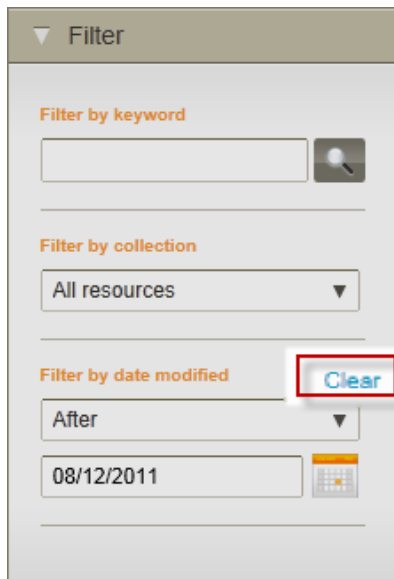 Filter
Filter by keyword
Filter by collection
All resources
Filter by date modified
Clear
After
08/12/2011